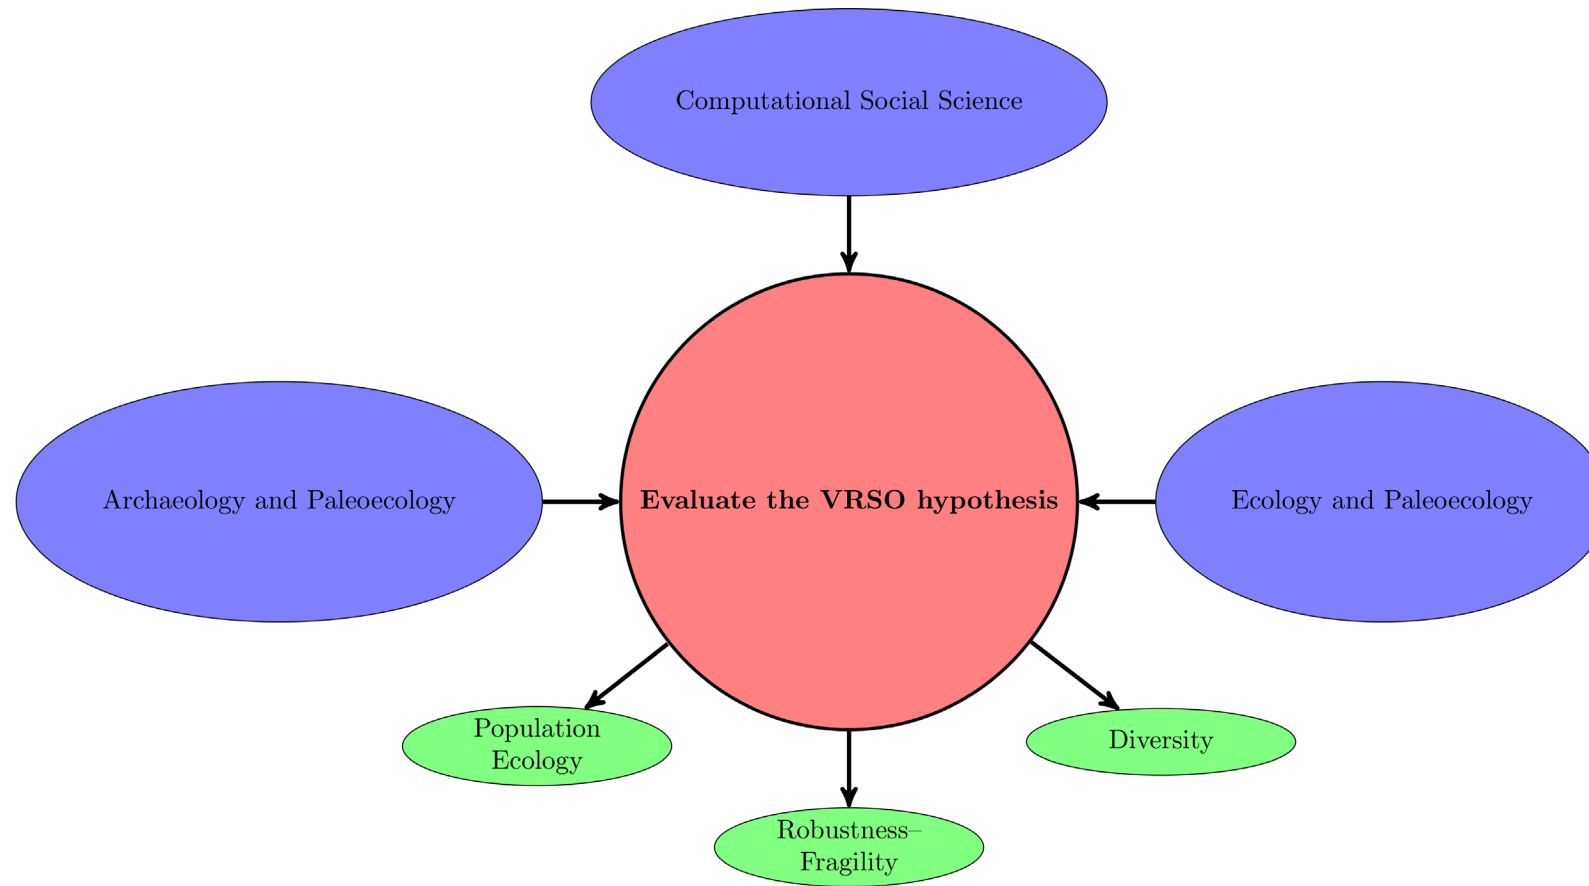 Computational Social Science
Archaeology and Paleoecology
Evaluate the VRSO hypothesis
Ecology and Paleoecology
Population
Ecology
Diversity
Robustness–
Fragility